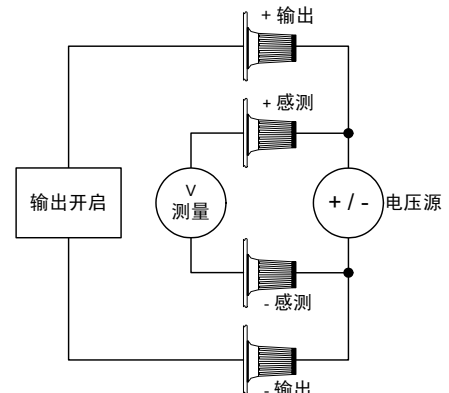 + 输出
+ 感测
输出开启
V
测量
+ / -
电压源
- 感测
- 输出